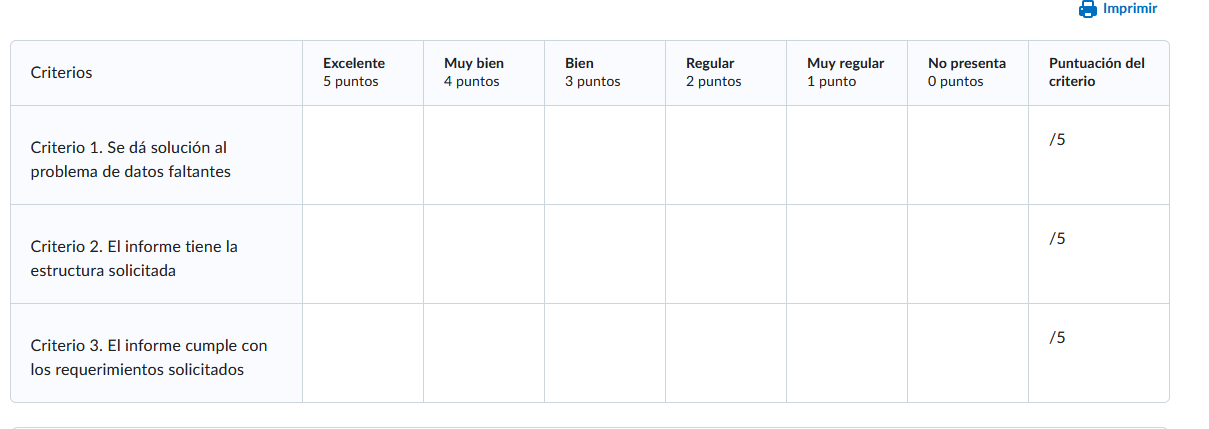 Imprimir
Criterios
Excelente
5 puntos
Muy bien
4 puntos
Bien
3 puntos
Regular
2 puntos
Muy regular
1 punto
No presenta
0 puntos
Puntuación del
criterio
Criterio 1. Se dá solución al
problema de datos faltantes
/5
Criterio 2. El informe tiene la
estructura solicitada
/5
Criterio 3. El informe cumple con
los requerimientos solicitados
/5